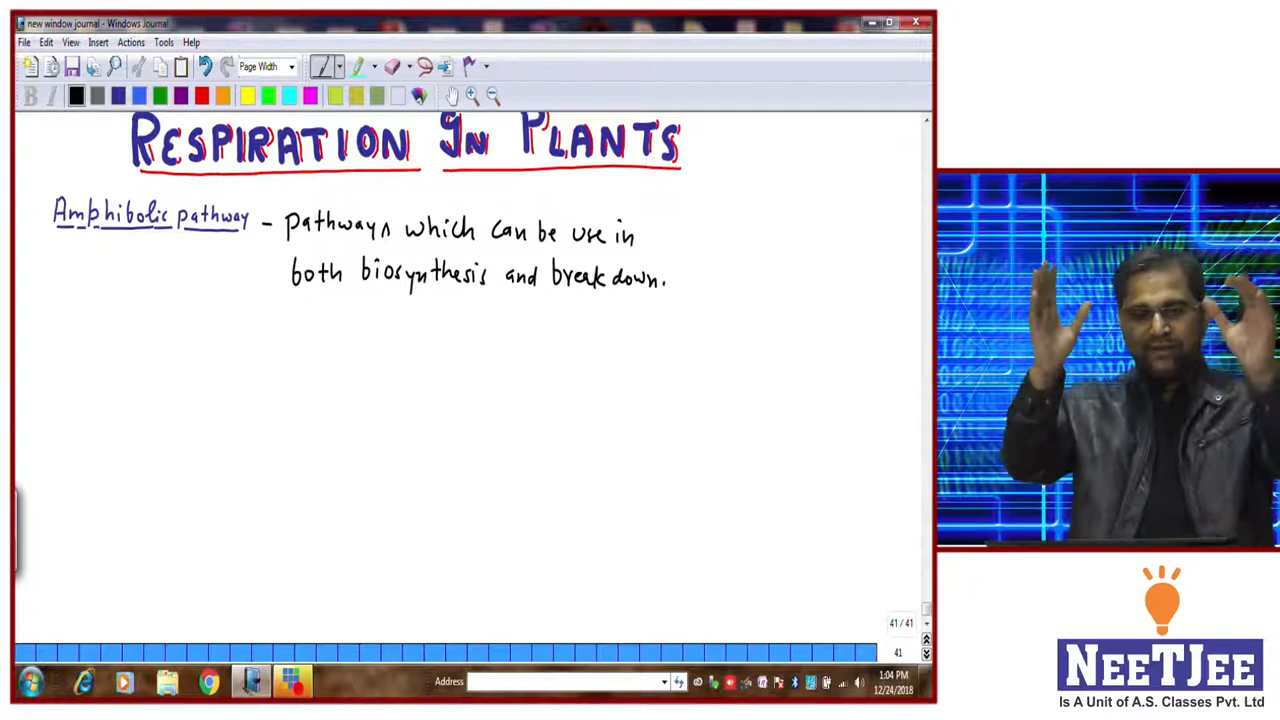 new window journal - Windows Journal
File Edit View Insert Actions Tools Help
Page Width
B I
RESPIRATION IN PLANTS
Amphibolic pathway - pathways which can be use in
both biosynthesis and break down.
41 / 41
41
Address
1:04 PM
12/24/2018
NEETJEE
Is A Unit of A.S. Classes Pvt. Ltd